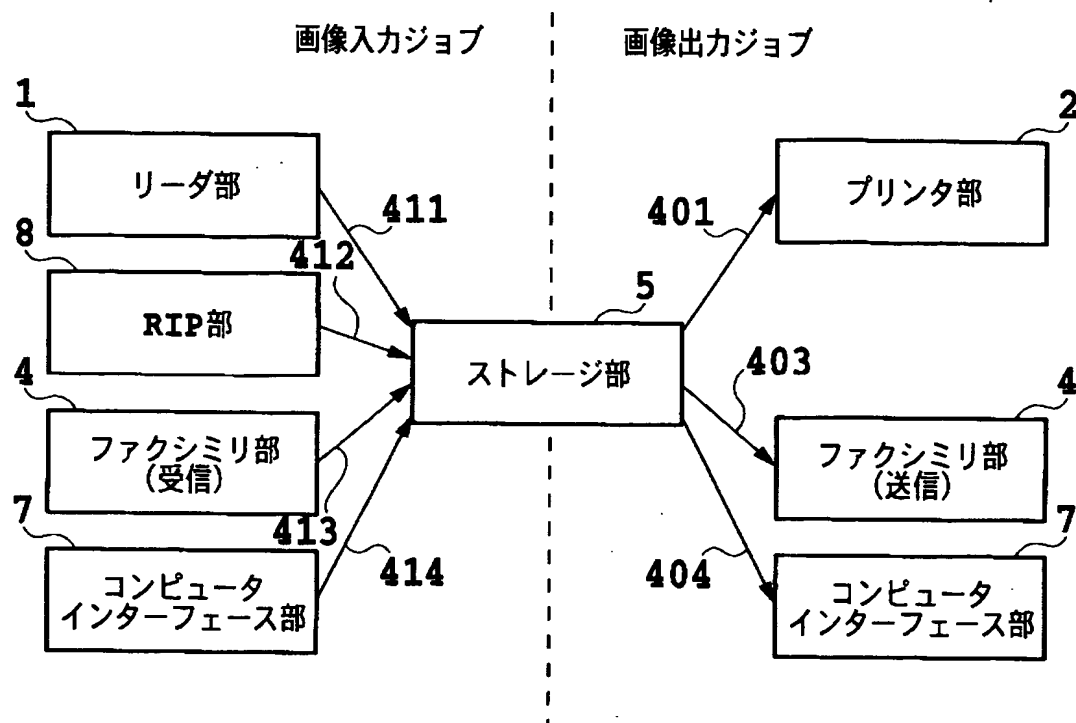 画像入力ジョブ
画像出力ジョブ
1
リーダ部
411
8
RIP部
412
4
ファクシミリ部
(受信)
413
7
コンピュータ
インターフェース部
414
5
ストレージ部
2
プリンタ部
401
403
4
ファクシミリ部
(送信)
404
7
コンピュータ
インターフェース部